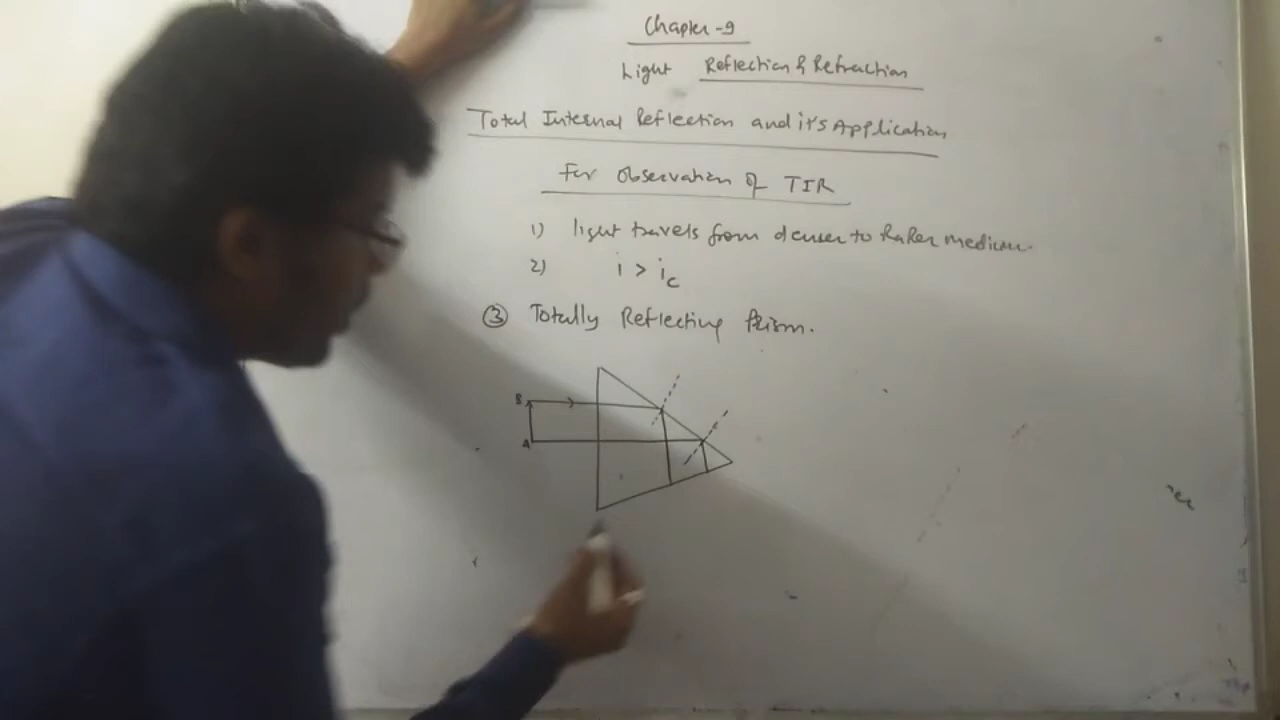 Chapter -9
Light Reflection & Refraction
Total Internal Reflection and it's Application
For Observation of TIR
1) light travels from denser to Rarer medium.
2) i > ic
③ Totally Reflecting Prism.
B
A